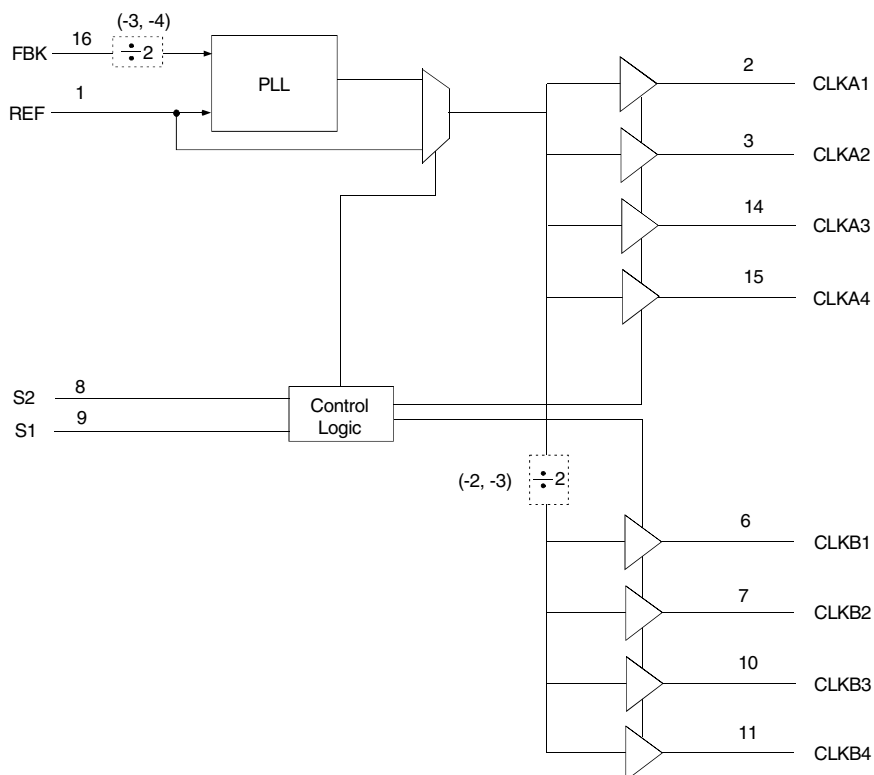 (-3, -4)
FBK 16 ÷2
PLL
REF 1
2 CLKA1
3 CLKA2
14 CLKA3
15 CLKA4
S2 8
S1 9
Control
Logic
(-2, -3) ÷2
6 CLKB1
7 CLKB2
10 CLKB3
11 CLKB4